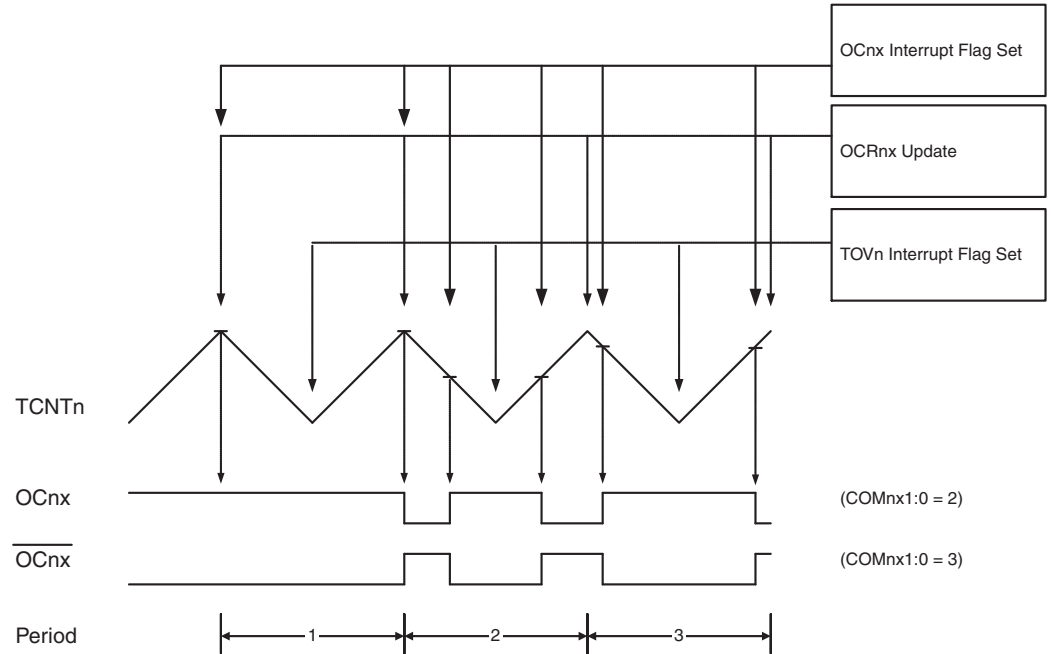 OCnx Interrupt Flag Set
OCRnx Update
TOVn Interrupt Flag Set
TCNTn
OCnx
(COMnx1:0 = 2)
OCnx
(COMnx1:0 = 3)
Period
1
2
3